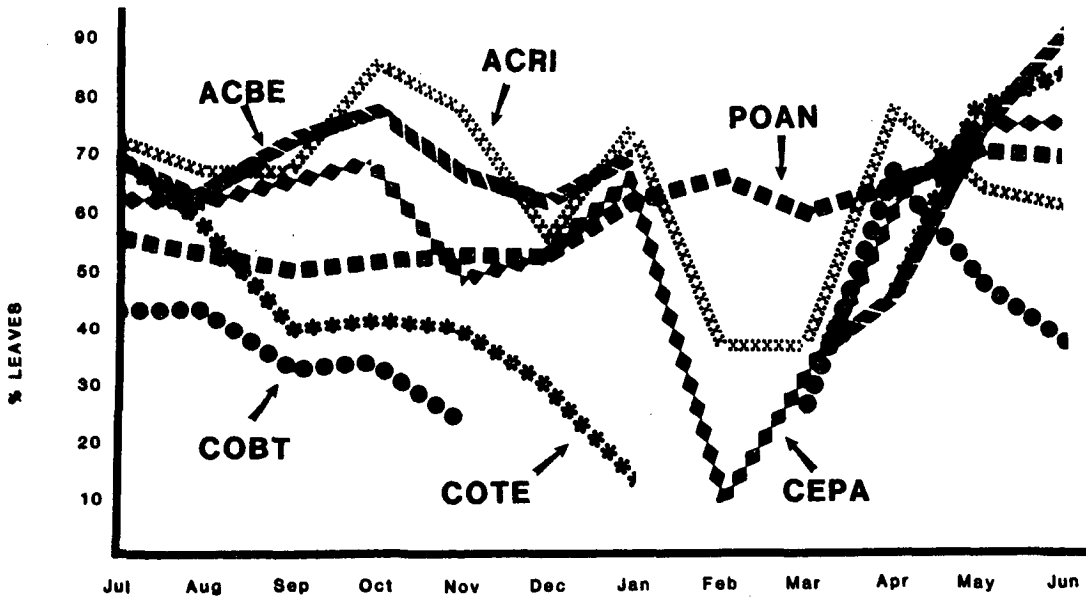 90
80
70
60
50
40
30
20
10
% LEAVES
ACBE
ACRI
POAN
COBT
COTE
CEPA
Jul Aug Sep Oct Nov Dec Jan Feb Mar Apr May Jun